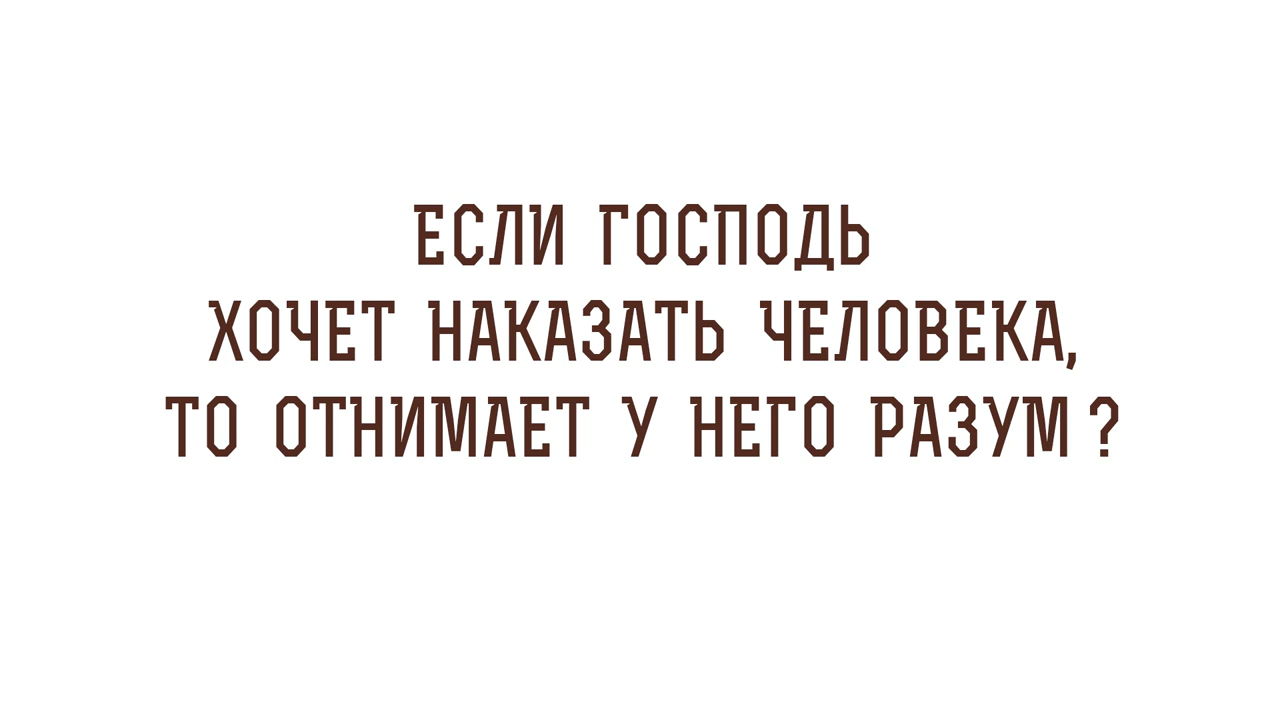 ЕСЛИ ГОСПОДЬ
ХОЧЕТ НАКАЗАТЬ ЧЕЛОВЕКА,
ТО ОТНИМАЕТ У НЕГО РАЗУМ ?